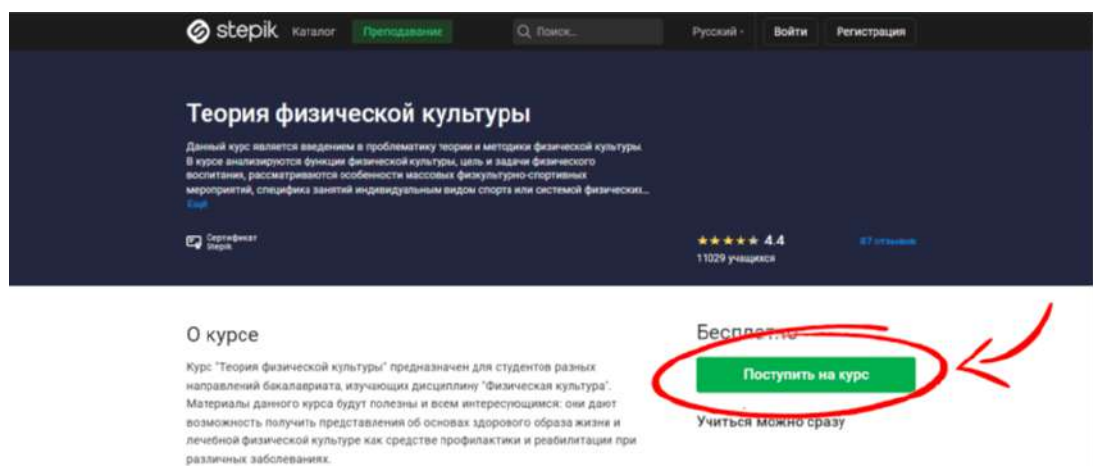 stepik Каталог Преподавание Поиск... Русский Войти Регистрация
Теория физической культуры
Данный курс является введением в проблематику теории и методики физической культуры.
В курсе анализируются функции физической культуры, цель и задачи физического
воспитания, рассматриваются особенности массовых физкультурно-спортивных
мероприятий, специфика занятий индивидуальным видом спорта или системой физических...
Ещё
Сертификат
Stepik
4.4 87 отзывов
11029 учащихся
О курсе
Бесплатно
Курс "Теория физической культуры" предназначен для студентов разных
направлений бакалавриата, изучающих дисциплину "Физическая культура".
Материалы данного курса будут полезны и всем интересующимся: они дают
возможность получить представления об основах здорового образа жизни и
лечебной физической культуре как средстве профилактики и реабилитации при
различных заболеваниях.
Поступить на курс
Учиться можно сразу